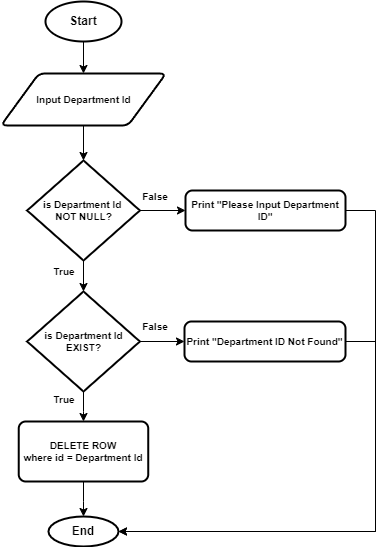 Start
Input Department Id
is Department Id
NOT NULL?
False
Print "Please Input Department
ID"
True
is Department Id
EXIST?
False
Print "Department ID Not Found"
True
DELETE ROW
where id = Department Id
End